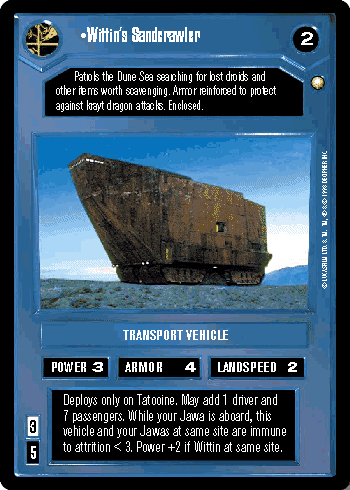 •Wittin's Sandcrawler
2
Patrols the Dune Sea searching for lost droids and
other items worth scavenging. Armor reinforced to protect
against krayt dragon attacks. Enclosed.
TRANSPORT VEHICLE
POWER 3 ARMOR 4 LANDSPEED 2
Deploys only on Tatooine. May add 1 driver and
7 passengers. While your Jawa is aboard, this
vehicle and your Jawas at same site are immune
to attrition < 3. Power +2 if Wittin at same site.
3
5